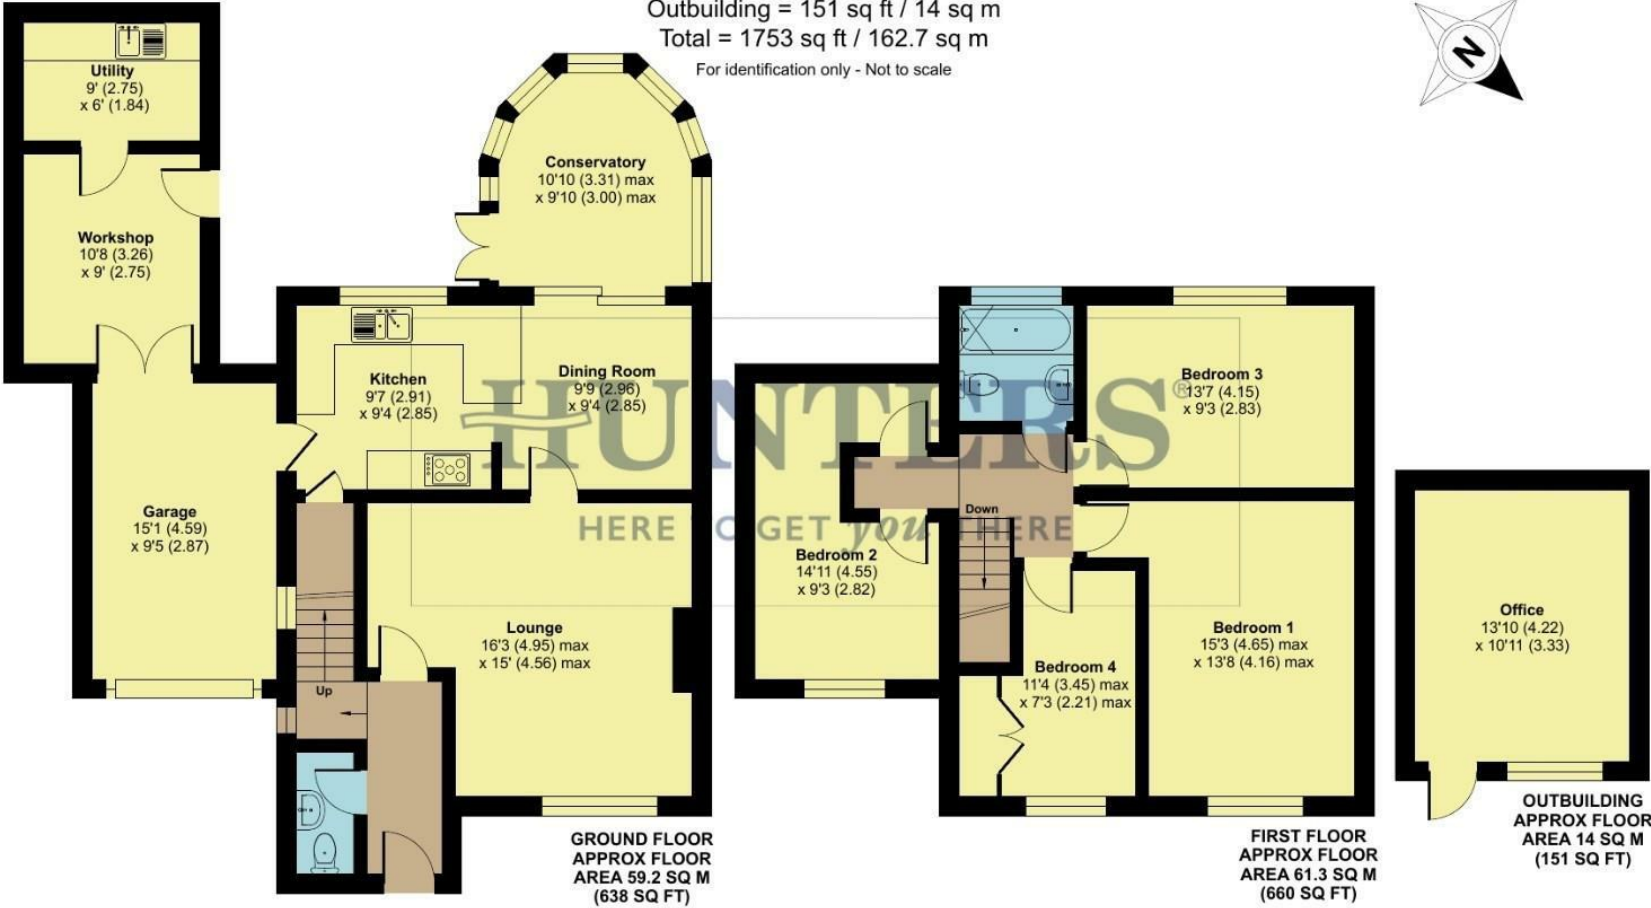 Outbuilding = 151 sq ft / 14 sq m
Total = 1753 sq ft / 162.7 sq m
For identification only - Not to scale
N
Utility
9' (2.75)
x 6' (1.84)
Workshop
10'8 (3.26)
x 9' (2.75)
Conservatory
10'10 (3.31) max
x 9'10 (3.00) max
Kitchen
9'7 (2.91)
x 9'4 (2.85)
Dining Room
9'9 (2.96)
x 9'4 (2.85)
Garage
15'1 (4.59)
x 9'5 (2.87)
Lounge
16'3 (4.95) max
x 15' (4.56) max
Up
GROUND FLOOR
APPROX FLOOR
AREA 59.2 SQ M
(638 SQ FT)
HUNTERS®
HERE TO GET you THERE
Bedroom 3
13'7 (4.15)
x 9'3 (2.83)
Down
Bedroom 2
14'11 (4.55)
x 9'3 (2.82)
Bedroom 1
15'3 (4.65) max
x 13'8 (4.16) max
Bedroom 4
11'4 (3.45) max
x 7'3 (2.21) max
FIRST FLOOR
APPROX FLOOR
AREA 61.3 SQ M
(660 SQ FT)
Office
13'10 (4.22)
x 10'11 (3.33)
OUTBUILDING
APPROX FLOOR
AREA 14 SQ M
(151 SQ FT)